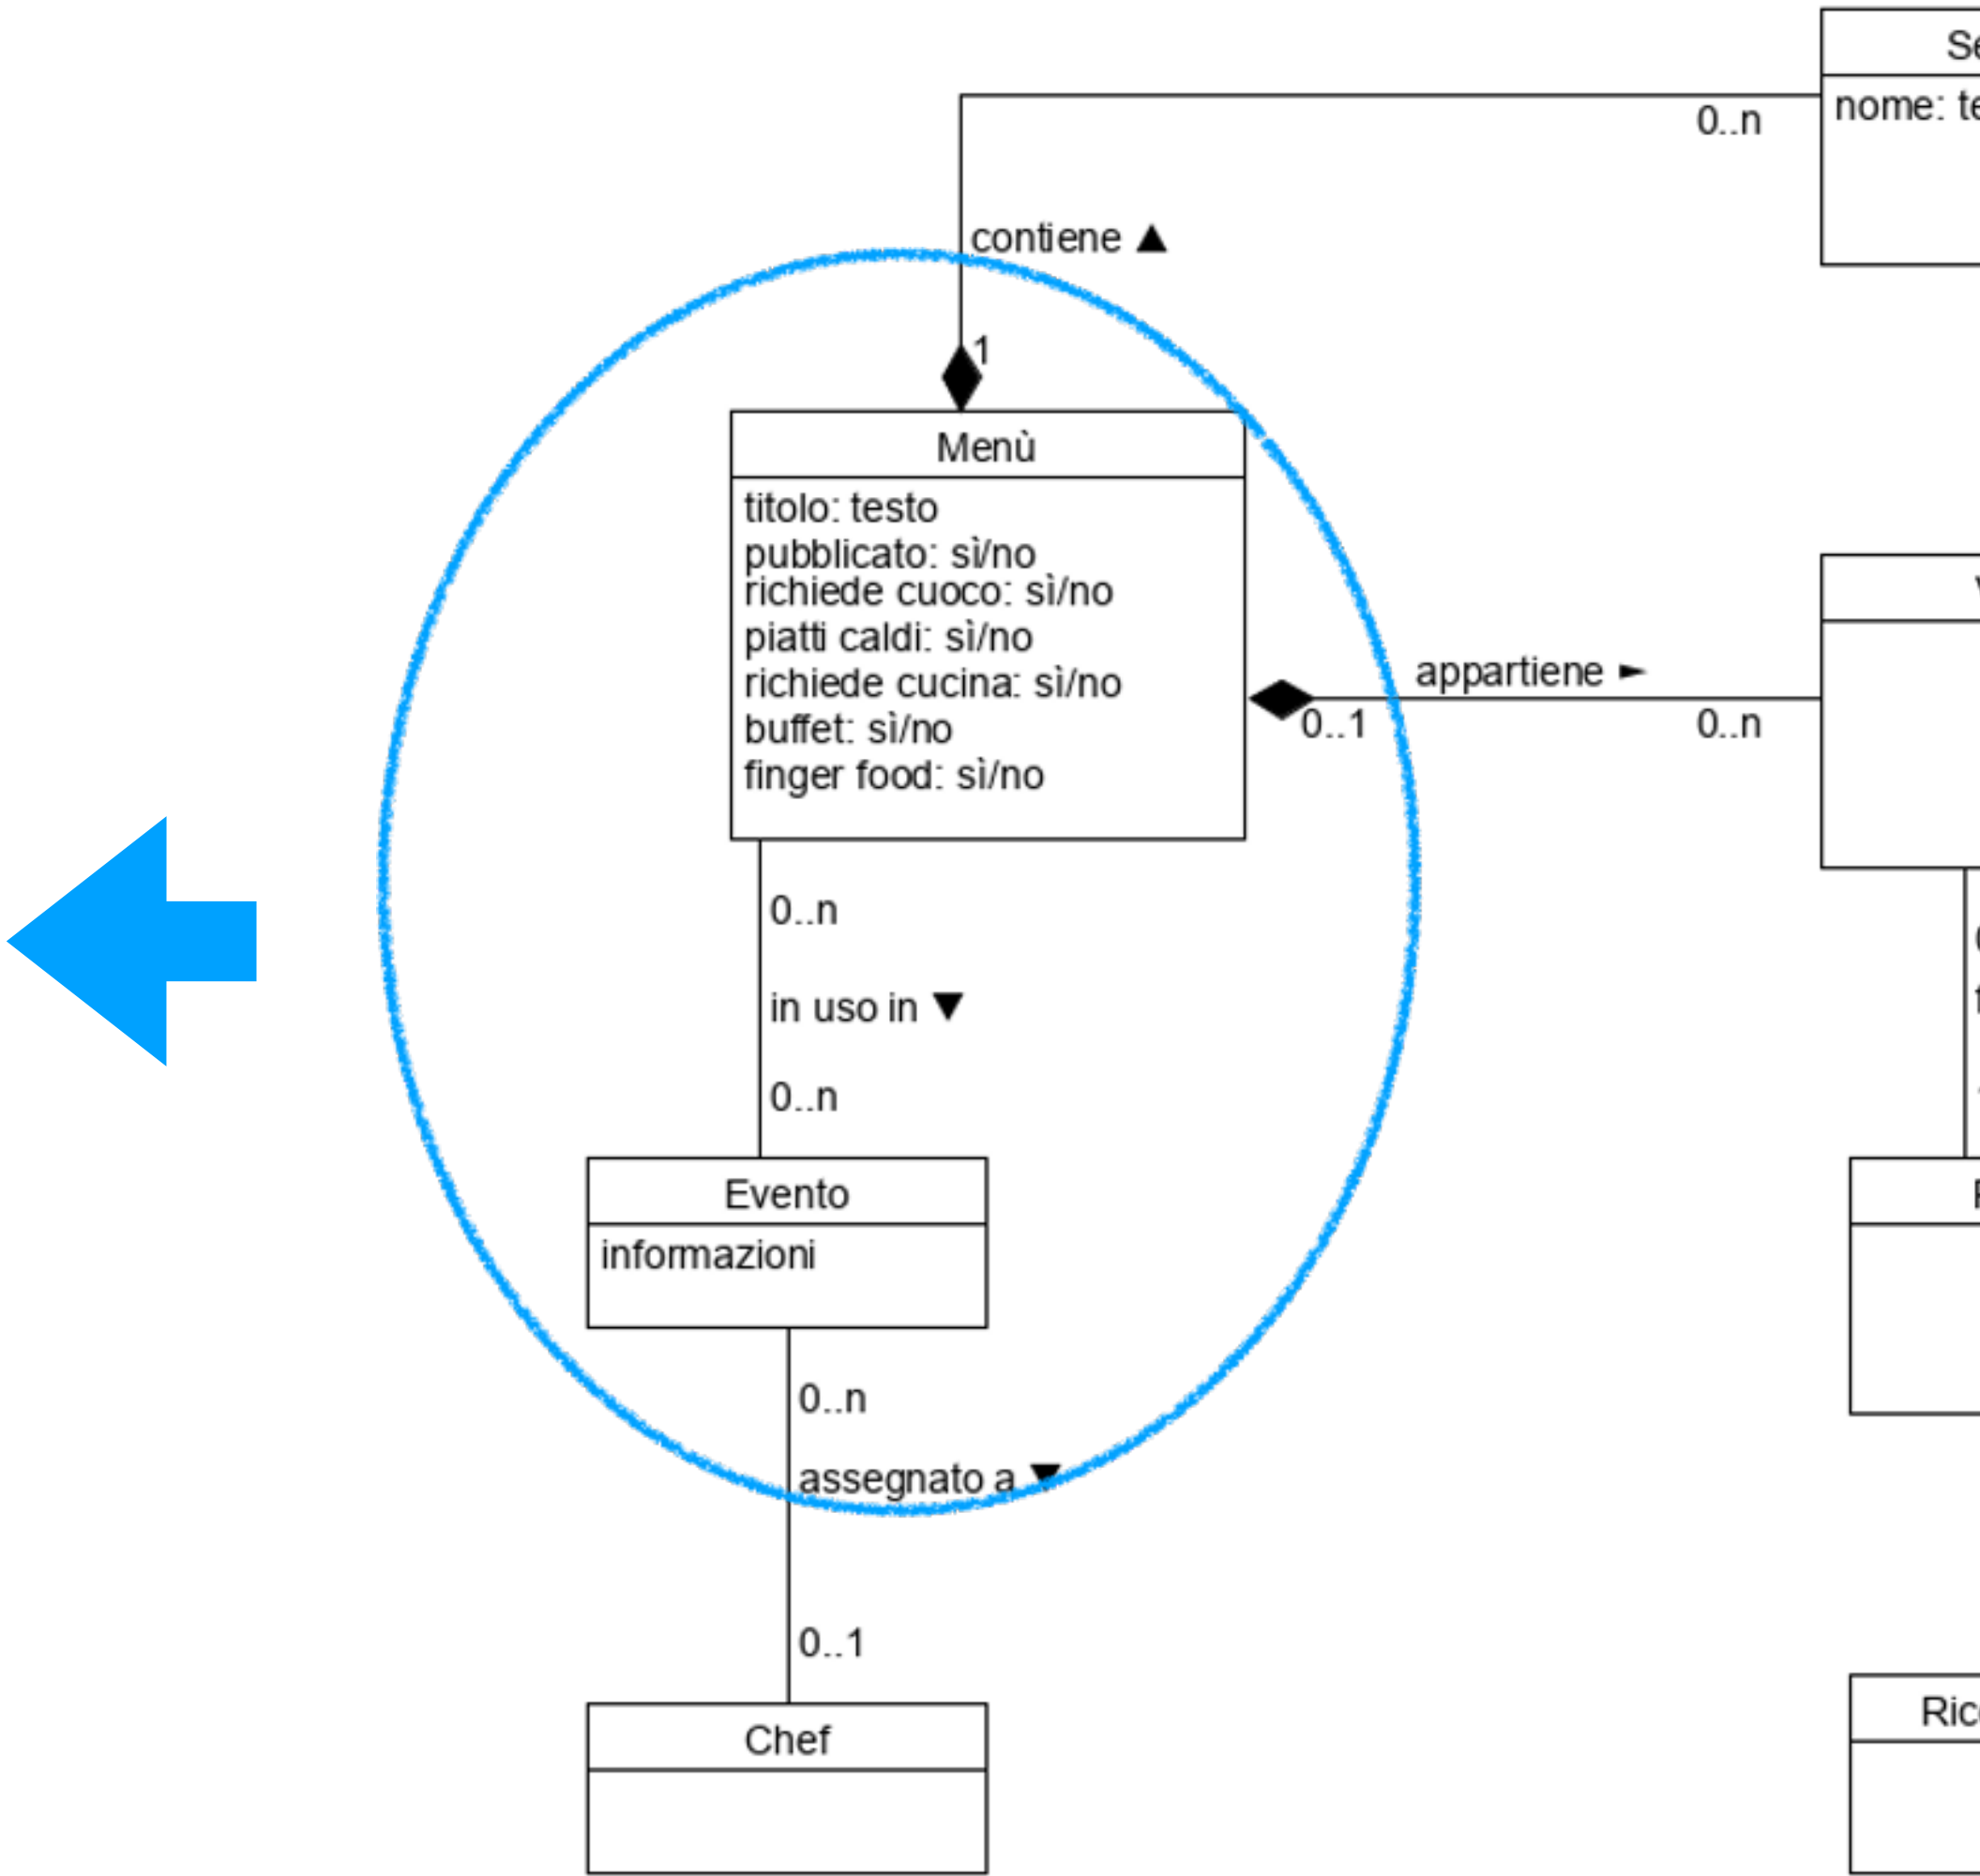 nome:
0..n
contiene ▲
1
Menù
titolo: testo
pubblicato: sì/no
richiede cuoco: sì/no
piatti caldi: sì/no
richiede cucina: sì/no
buffet: sì/no
finger food: sì/no
appartiene ►
0..1
0..n
0..n
in uso in ▼
0..n
Evento
informazioni
0..n
assegnato a ▼
0..1
Chef